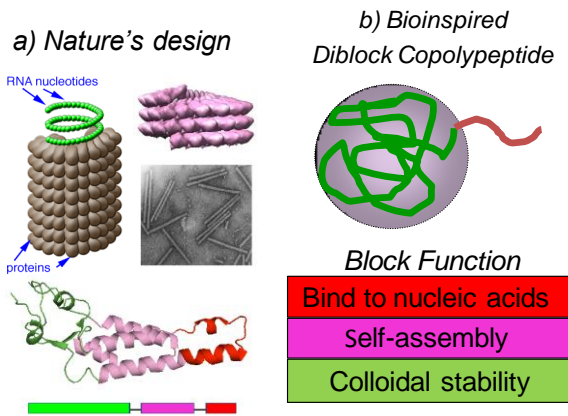 a) Nature's design
RNA nucleotides
proteins
b) Bioinspired
Diblock Copolypeptide
Block Function
Bind to nucleic acids
Self-assembly
Colloidal stability